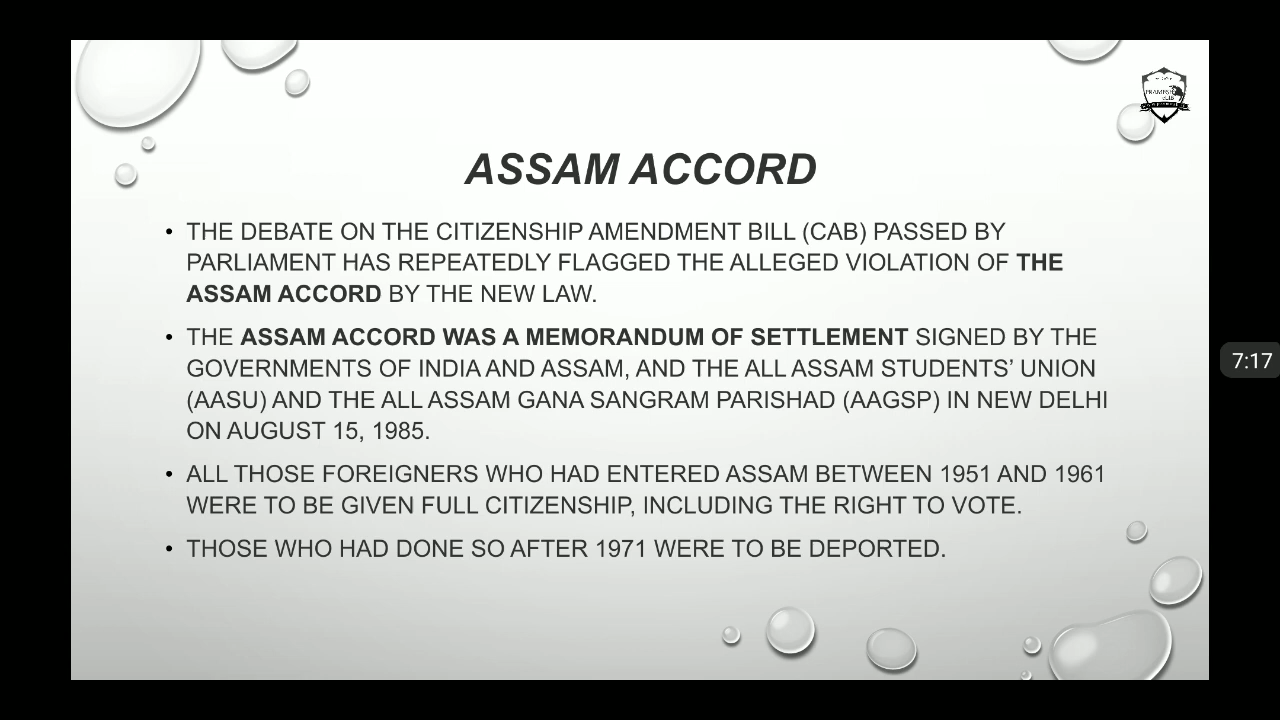 ASSAM ACCORD
• THE DEBATE ON THE CITIZENSHIP AMENDMENT BILL (CAB) PASSED BY
PARLIAMENT HAS REPEATEDLY FLAGGED THE ALLEGED VIOLATION OF THE
ASSAM ACCORD BY THE NEW LAW.
• THE ASSAM ACCORD WAS A MEMORANDUM OF SETTLEMENT SIGNED BY THE
GOVERNMENTS OF INDIA AND ASSAM, AND THE ALL ASSAM STUDENTS’ UNION
(AASU) AND THE ALL ASSAM GANA SANGRAM PARISHAD (AAGSP) IN NEW DELHI
ON AUGUST 15, 1985.
• ALL THOSE FOREIGNERS WHO HAD ENTERED ASSAM BETWEEN 1951 AND 1961
WERE TO BE GIVEN FULL CITIZENSHIP, INCLUDING THE RIGHT TO VOTE.
• THOSE WHO HAD DONE SO AFTER 1971 WERE TO BE DEPORTED.
7:17